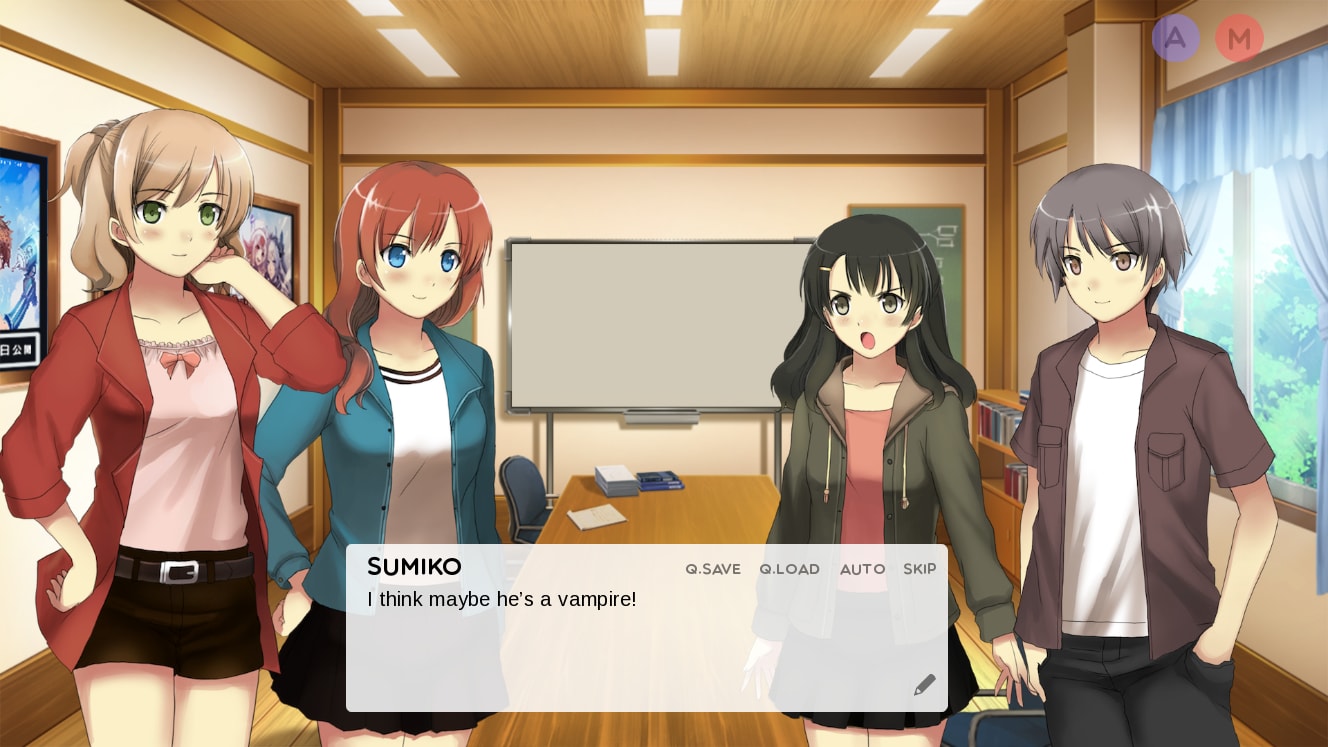 A M
日公開
SUMIKO
Q.SAVE Q.LOAD AUTO SKIP
I think maybe he’s a vampire!